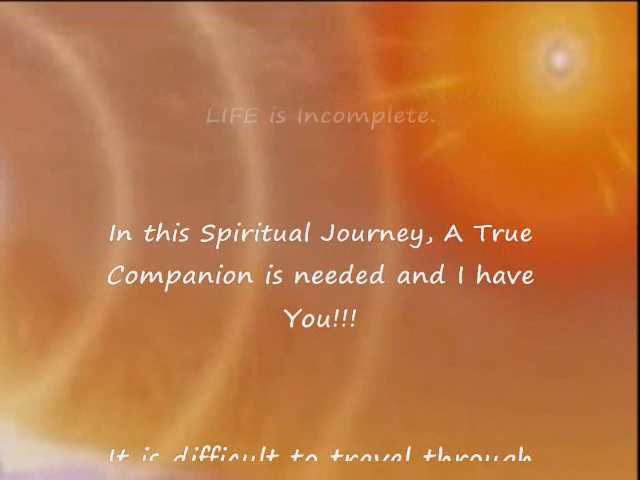 LIFE is Incomplete.
In this Spiritual Journey, A True
Companion is needed and I have
You!!!
It is difficult to travel through